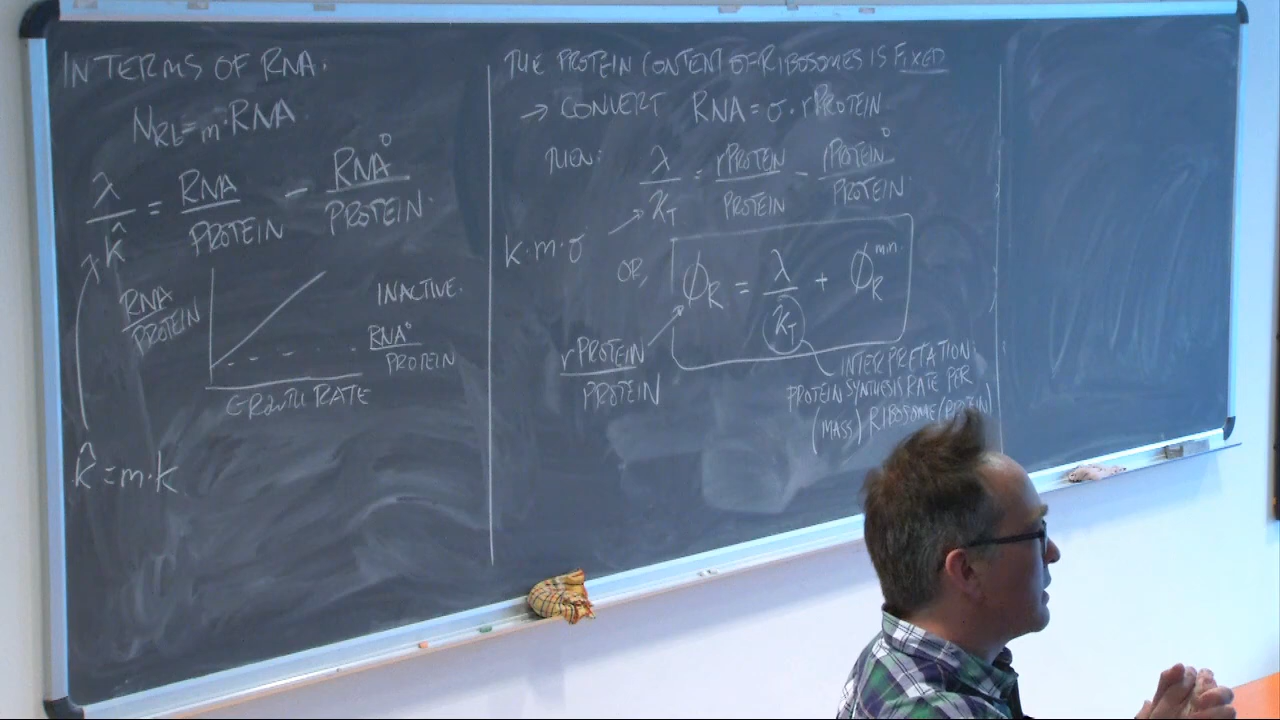 IN TERMS OF RNA.
N_RL = m·RNA
λ/k̂ = RNA/PROTEIN − RNA°/PROTEIN.
RNA/PROTEIN
INACTIVE.
RNA°/PROTEIN
GROWTH RATE
k̂ = m·k
THE PROTEIN CONTENT OF RIBOSOMES IS FIXED
→ CONVERT RNA = σ·rPROTEIN
THEN: λ/k_T = rPROTEIN/PROTEIN − rPROTEIN°/PROTEIN
k·m·σ
OR, ϕ_R = λ/k_T + ϕ_R^min.
rPROTEIN/PROTEIN
INTERPRETATION:
PROTEIN SYNTHESIS RATE PER
(MASS) RIBOSOME (PROTEIN)